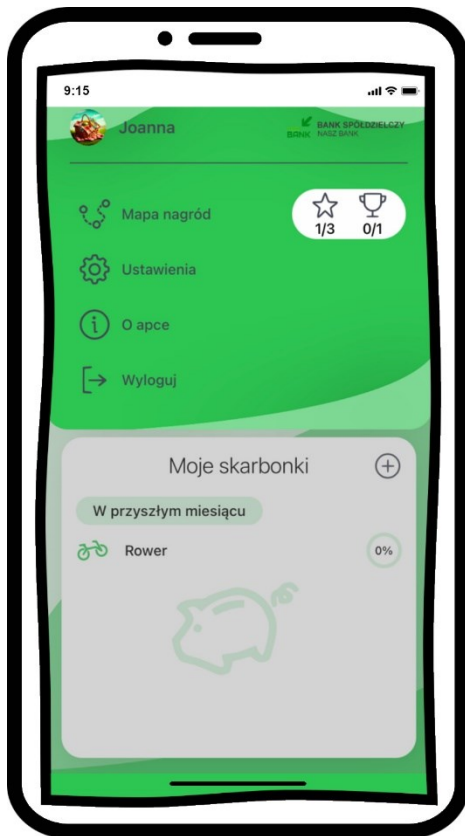 9:15
Joanna
BANK
BANK SPÓŁDZIELCZY
NASZ BANK
Mapa nagród
1/3
0/1
Ustawienia
O apce
Wyloguj
Moje skarbonki
W przyszłym miesiącu
Rower
0%